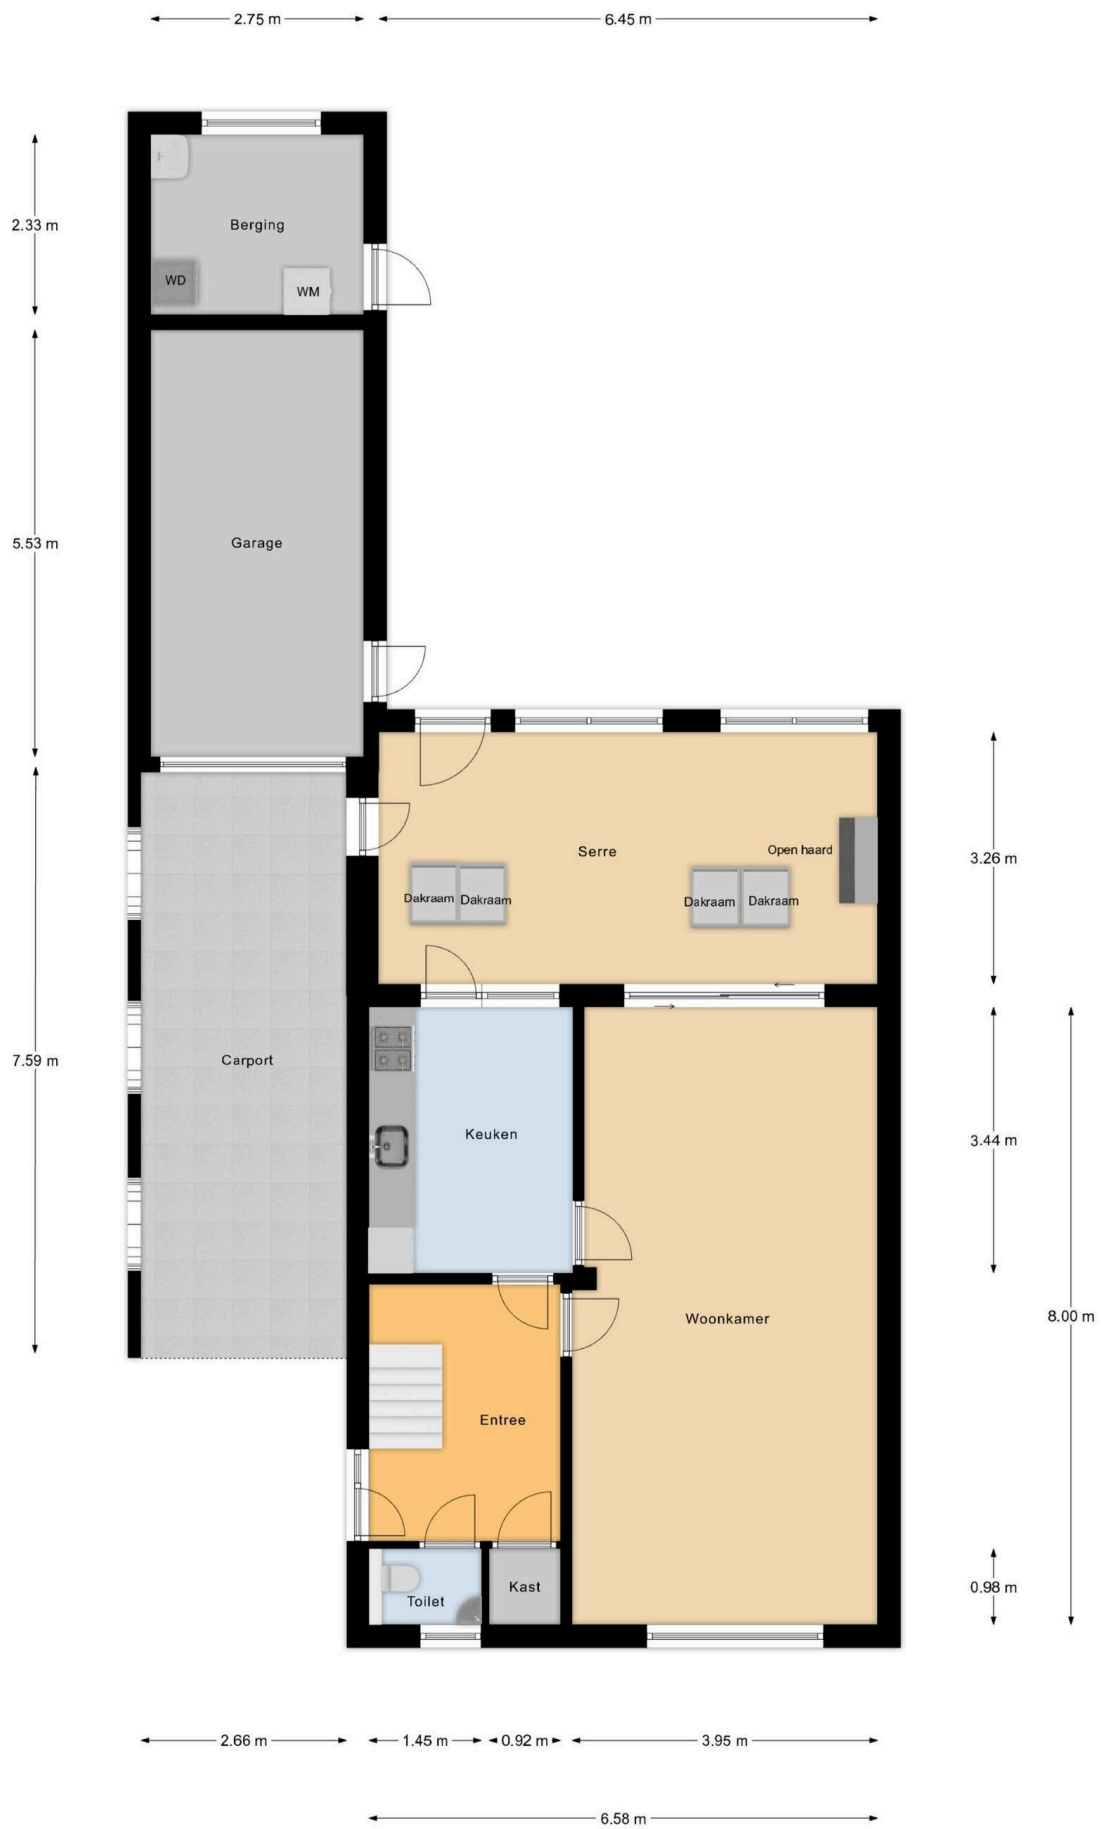 2.75 m
6.45 m
2.33 m
Berging
WD
WM
5.53 m
Garage
Serre
Open haard
3.26 m
Dakraam
Dakraam
Dakraam
Dakraam
7.59 m
Carport
Keuken
3.44 m
Woonkamer
8.00 m
Entree
Kast
0.98 m
Toilet
2.66 m
1.45 m
0.92 m
3.95 m
6.58 m